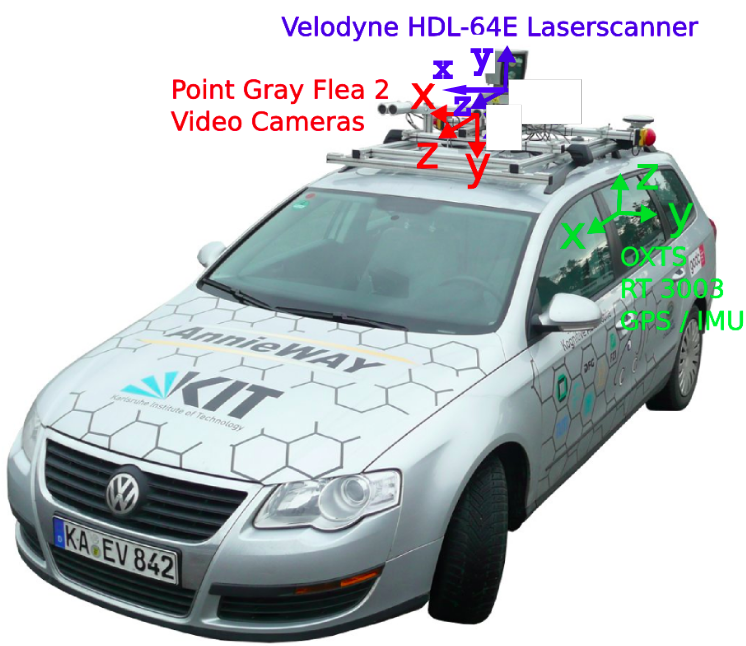 Velodyne HDL-64E Laserscanner
y
x
Point Gray Flea 2
Video Cameras
x
z
z
y
z
y
x
OXTS
RT 3003
GPS / IMU
AnnieWAY
KIT
Karlsruhe Institute of Technology
KA EV 842